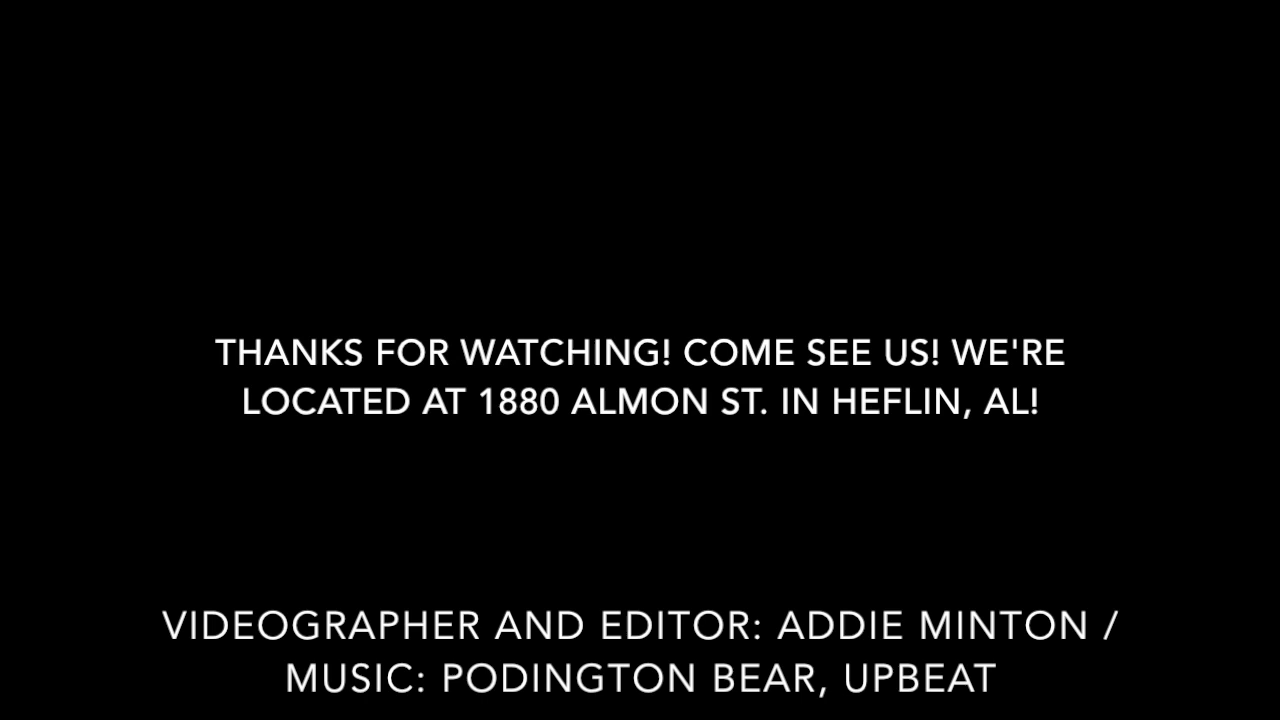 THANKS FOR WATCHING! COME SEE US! WE'RE
LOCATED AT 1880 ALMON ST. IN HEFLIN, AL!
VIDEOGRAPHER AND EDITOR: ADDIE MINTON /
MUSIC: PODINGTON BEAR, UPBEAT